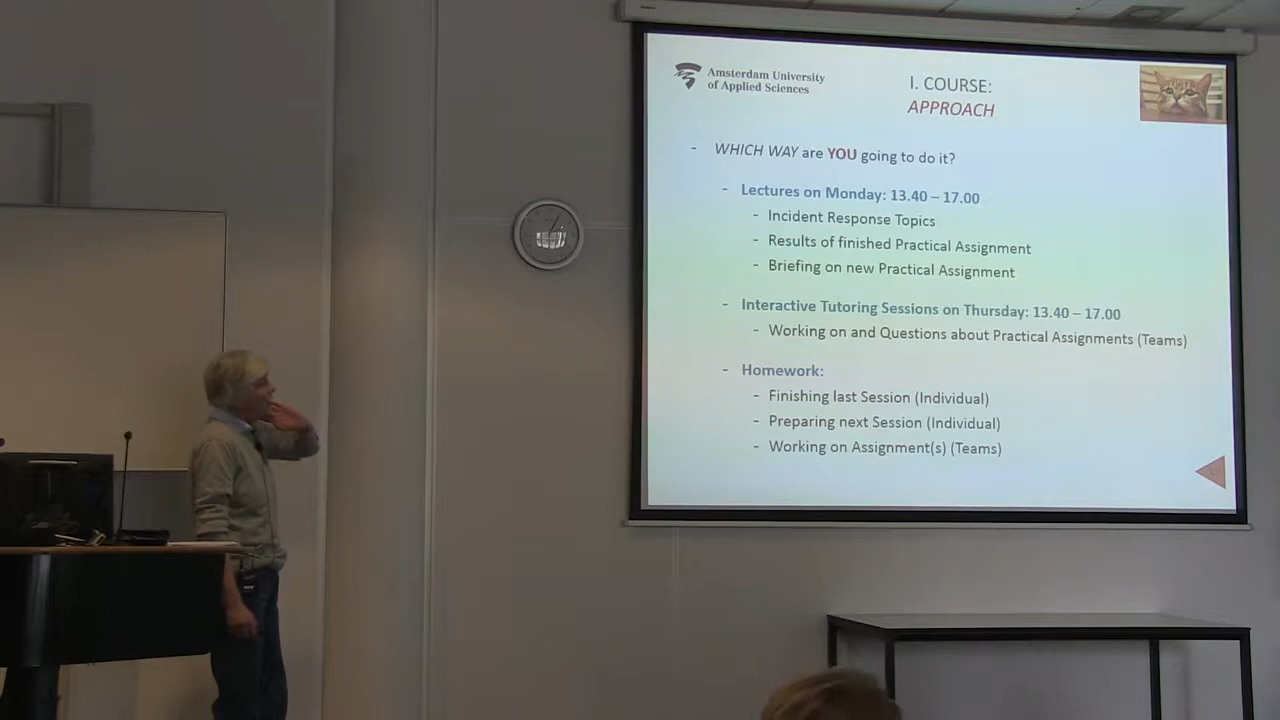 Amsterdam University
of Applied Sciences
I. COURSE:
APPROACH
- WHICH WAY are YOU going to do it?
- Lectures on Monday: 13.40 – 17.00
- Incident Response Topics
- Results of finished Practical Assignment
- Briefing on new Practical Assignment
- Interactive Tutoring Sessions on Thursday: 13.40 – 17.00
- Working on and Questions about Practical Assignments (Teams)
- Homework:
- Finishing last Session (Individual)
- Preparing next Session (Individual)
- Working on Assignment(s) (Teams)